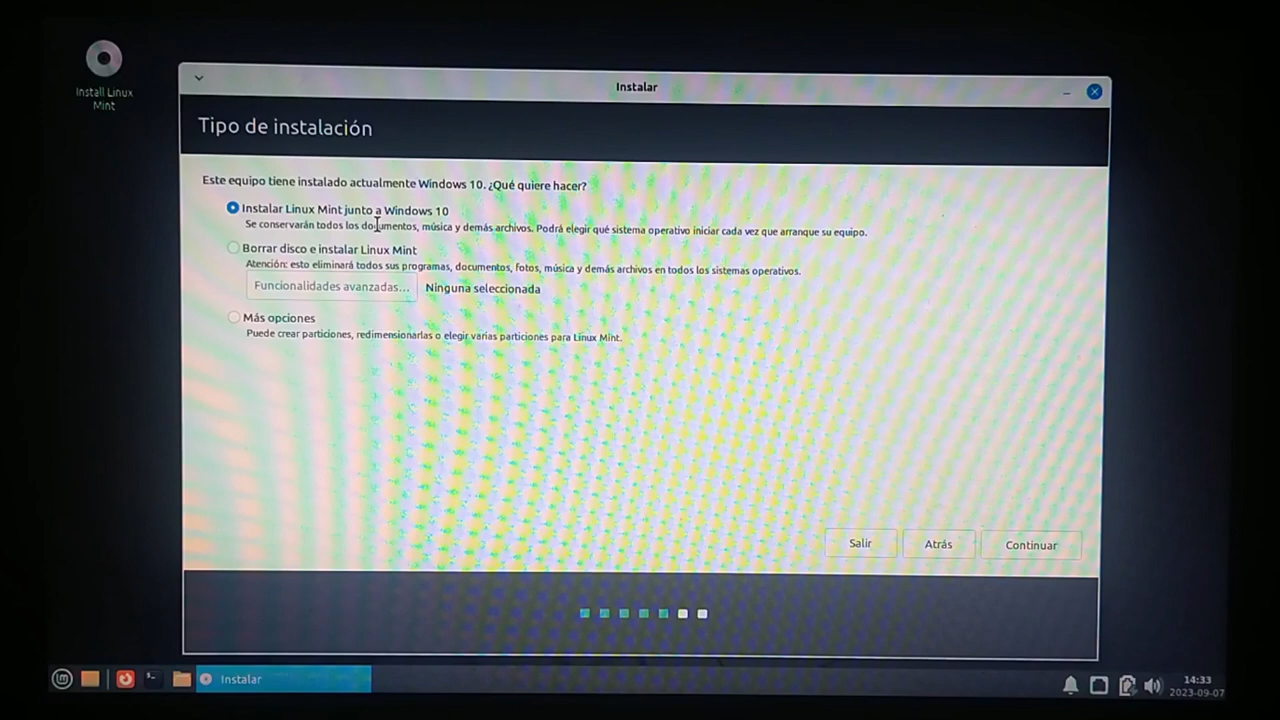 Install Linux
Mint
Instalar
Tipo de instalación
Este equipo tiene instalado actualmente Windows 10. ¿Qué quiere hacer?
Instalar Linux Mint junto a Windows 10
Se conservarán todos los documentos, música y demás archivos. Podrá elegir qué sistema operativo iniciar cada vez que arranque su equipo.
Borrar disco e instalar Linux Mint
Atención: esto eliminará todos sus programas, documentos, fotos, música y demás archivos en todos los sistemas operativos.
Funcionalidades avanzadas... Ninguna seleccionada
Más opciones
Puede crear particiones, redimensionarlas o elegir varias particiones para Linux Mint.
Salir Atrás Continuar
Instalar
14:33
2023-09-07